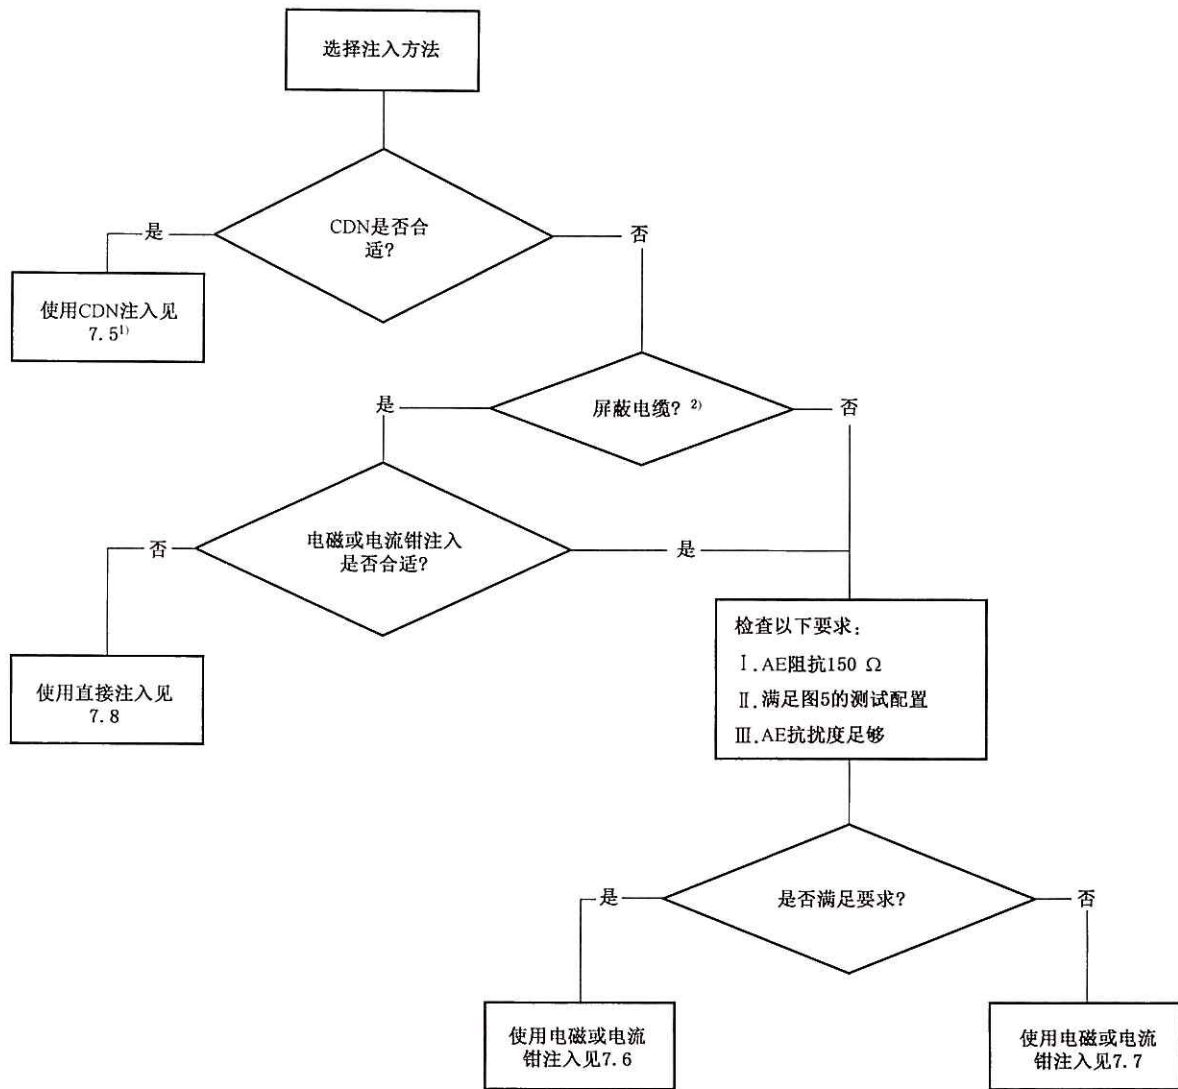 选择注入方法
CDN是否合
适?
是
否
使用CDN注入见
7.5¹⁾
屏蔽电缆? ²⁾
是
否
电磁或电流钳注入
是否合适?
否
是
使用直接注入见
7.8
检查以下要求:
Ⅰ.AE阻抗150 Ω
Ⅱ.满足图5的测试配置
Ⅲ.AE抗扰度足够
是否满足要求?
是
否
使用电磁或电流
钳注入见7.6
使用电磁或电流
钳注入见7.7